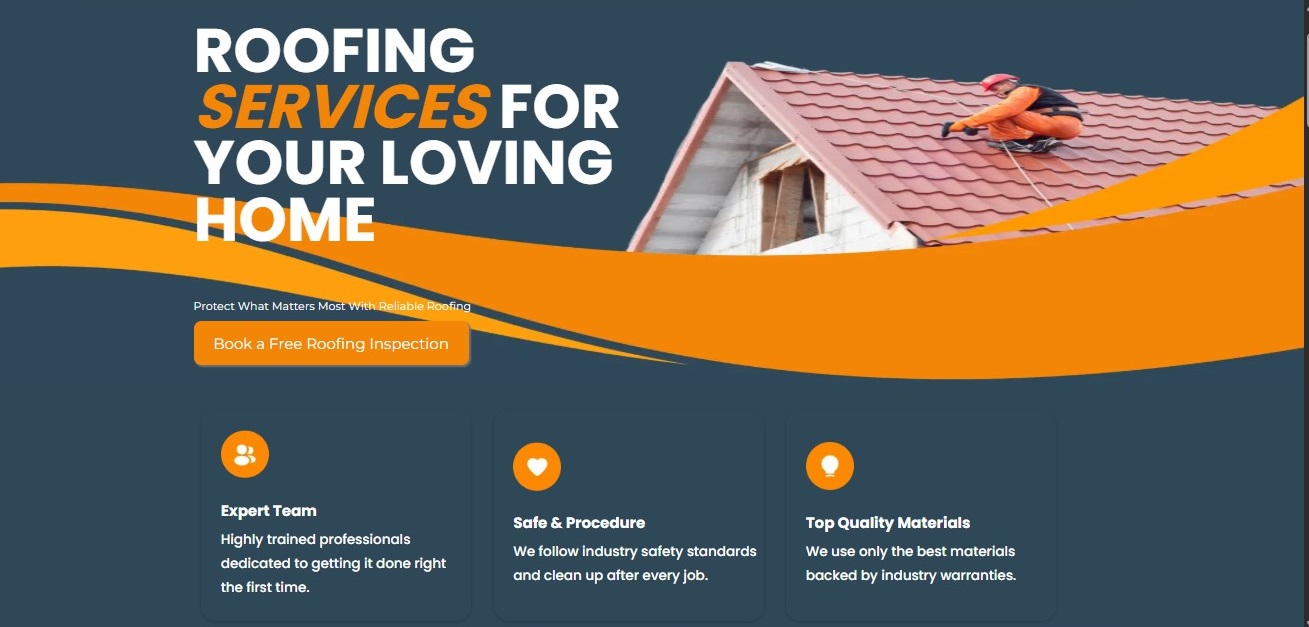 ROOFING
SERVICES FOR
YOUR LOVING
HOME
Protect What Matters Most With Reliable Roofing
Book a Free Roofing Inspection
Expert Team
Highly trained professionals
dedicated to getting it done right
the first time.
Safe & Procedure
We follow industry safety standards
and clean up after every job.
Top Quality Materials
We use only the best materials
backed by industry warranties.